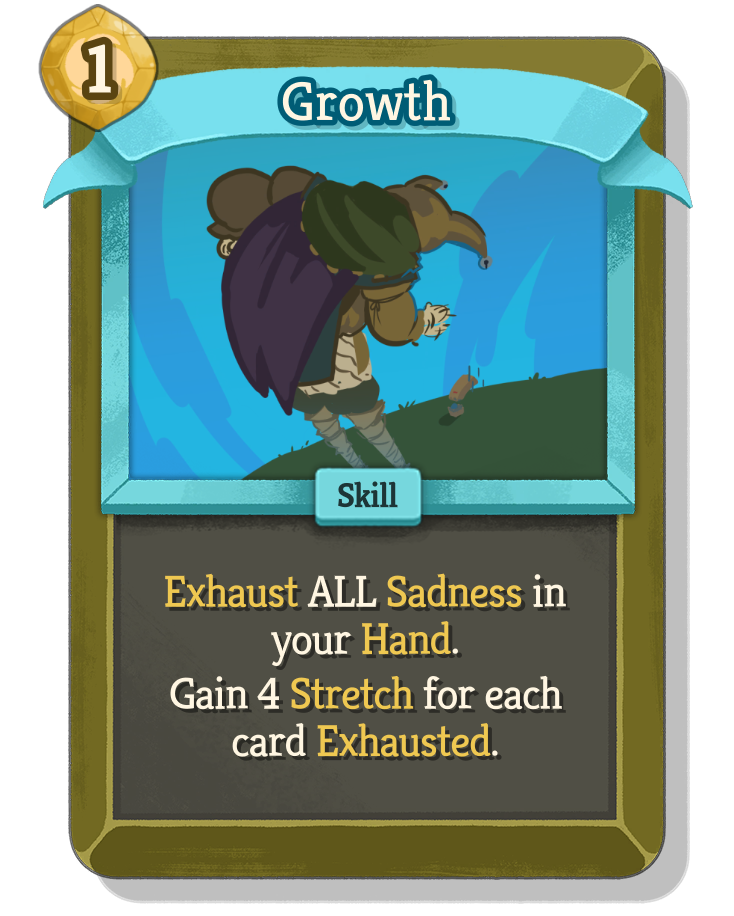 1
Growth
Skill
Exhaust ALL Sadness in
your Hand.
Gain 4 Stretch for each
card Exhausted.